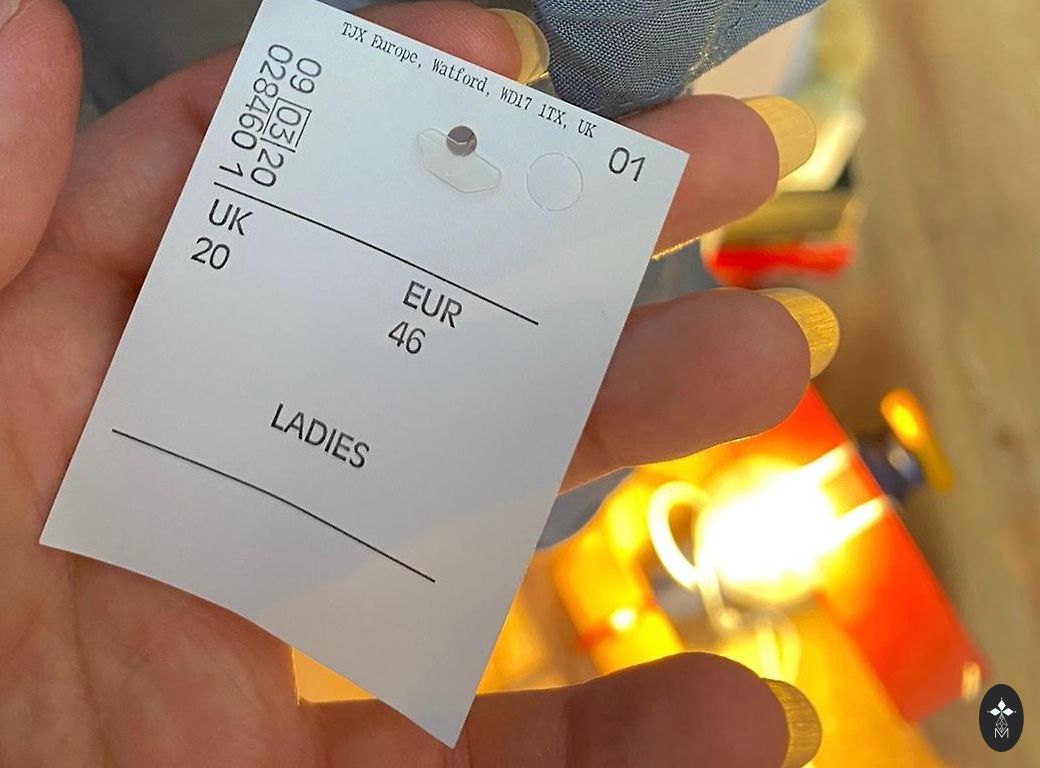 TJX Europe, Watford, WD17 1TX, UK
01
09 03 20
028460 1
UK
20
EUR
46
LADIES
M